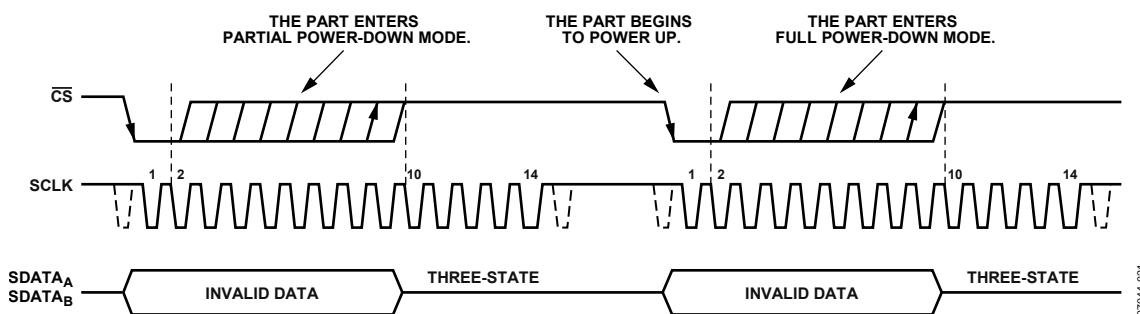 THE PART ENTERS
PARTIAL POWER-DOWN MODE.
THE PART BEGINS
TO POWER UP.
THE PART ENTERS
FULL POWER-DOWN MODE.
CS
SCLK
1
2
10
14
1
2
10
14
SDATAA
SDATAB
INVALID DATA
THREE-STATE
INVALID DATA
THREE-STATE